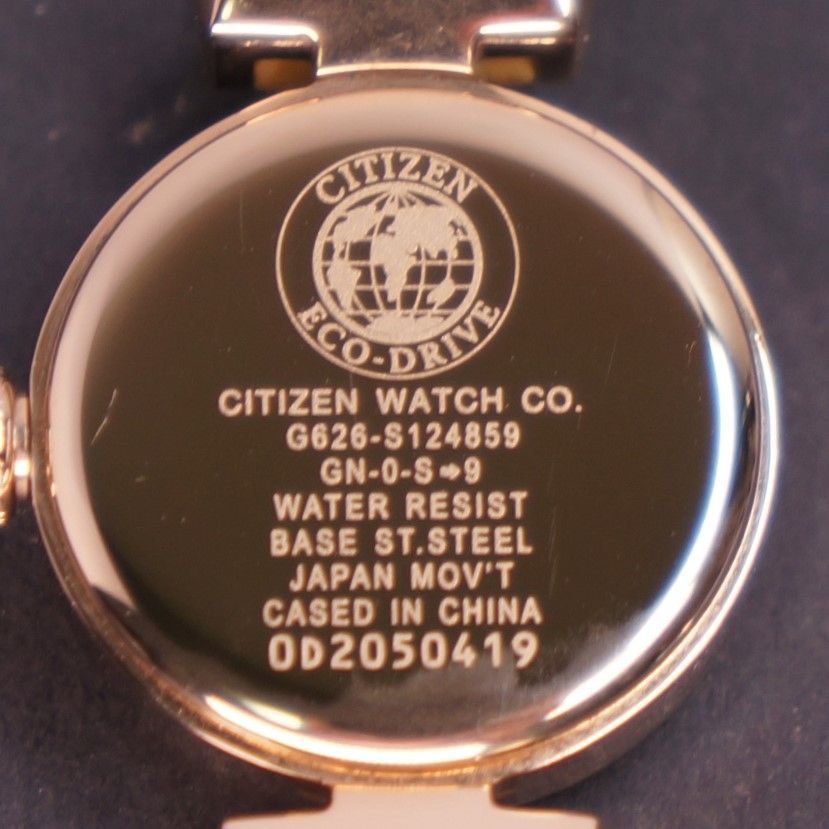 CITIZEN
ECO-DRIVE
CITIZEN WATCH CO.
G626-S124859
GN-0-S➡9
WATER RESIST
BASE ST.STEEL
JAPAN MOV'T
CASED IN CHINA
0D2050419